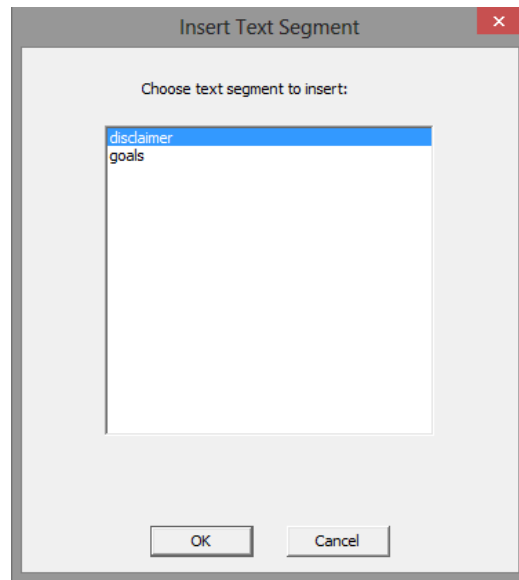 Insert Text Segment
Choose text segment to insert:
disclaimer
goals
OK
Cancel